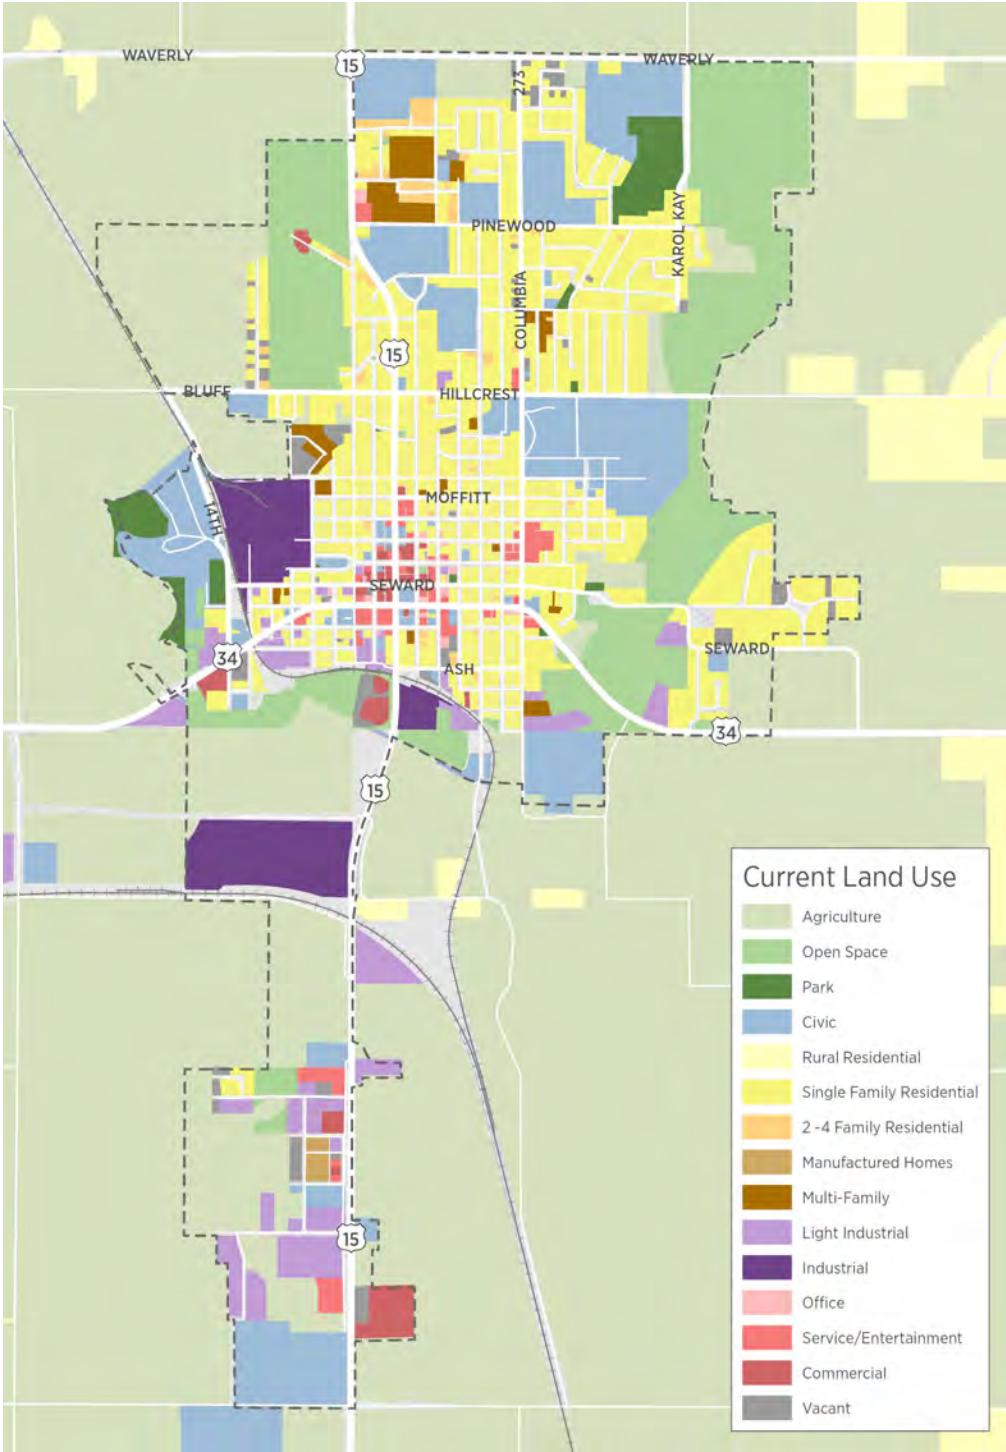 WAVERLY
15
WAVERLY
273
PINEWOOD
KAROL KAY
COLUMBIA
15
BLUFF
HILLCREST
MOFFITT
14TH
SEWARD
34
ASH
SEWARD
34
15
15
Current Land Use
Agriculture
Open Space
Park
Civic
Rural Residential
Single Family Residential
2 -4 Family Residential
Manufactured Homes
Multi-Family
Light Industrial
Industrial
Office
Service/Entertainment
Commercial
Vacant